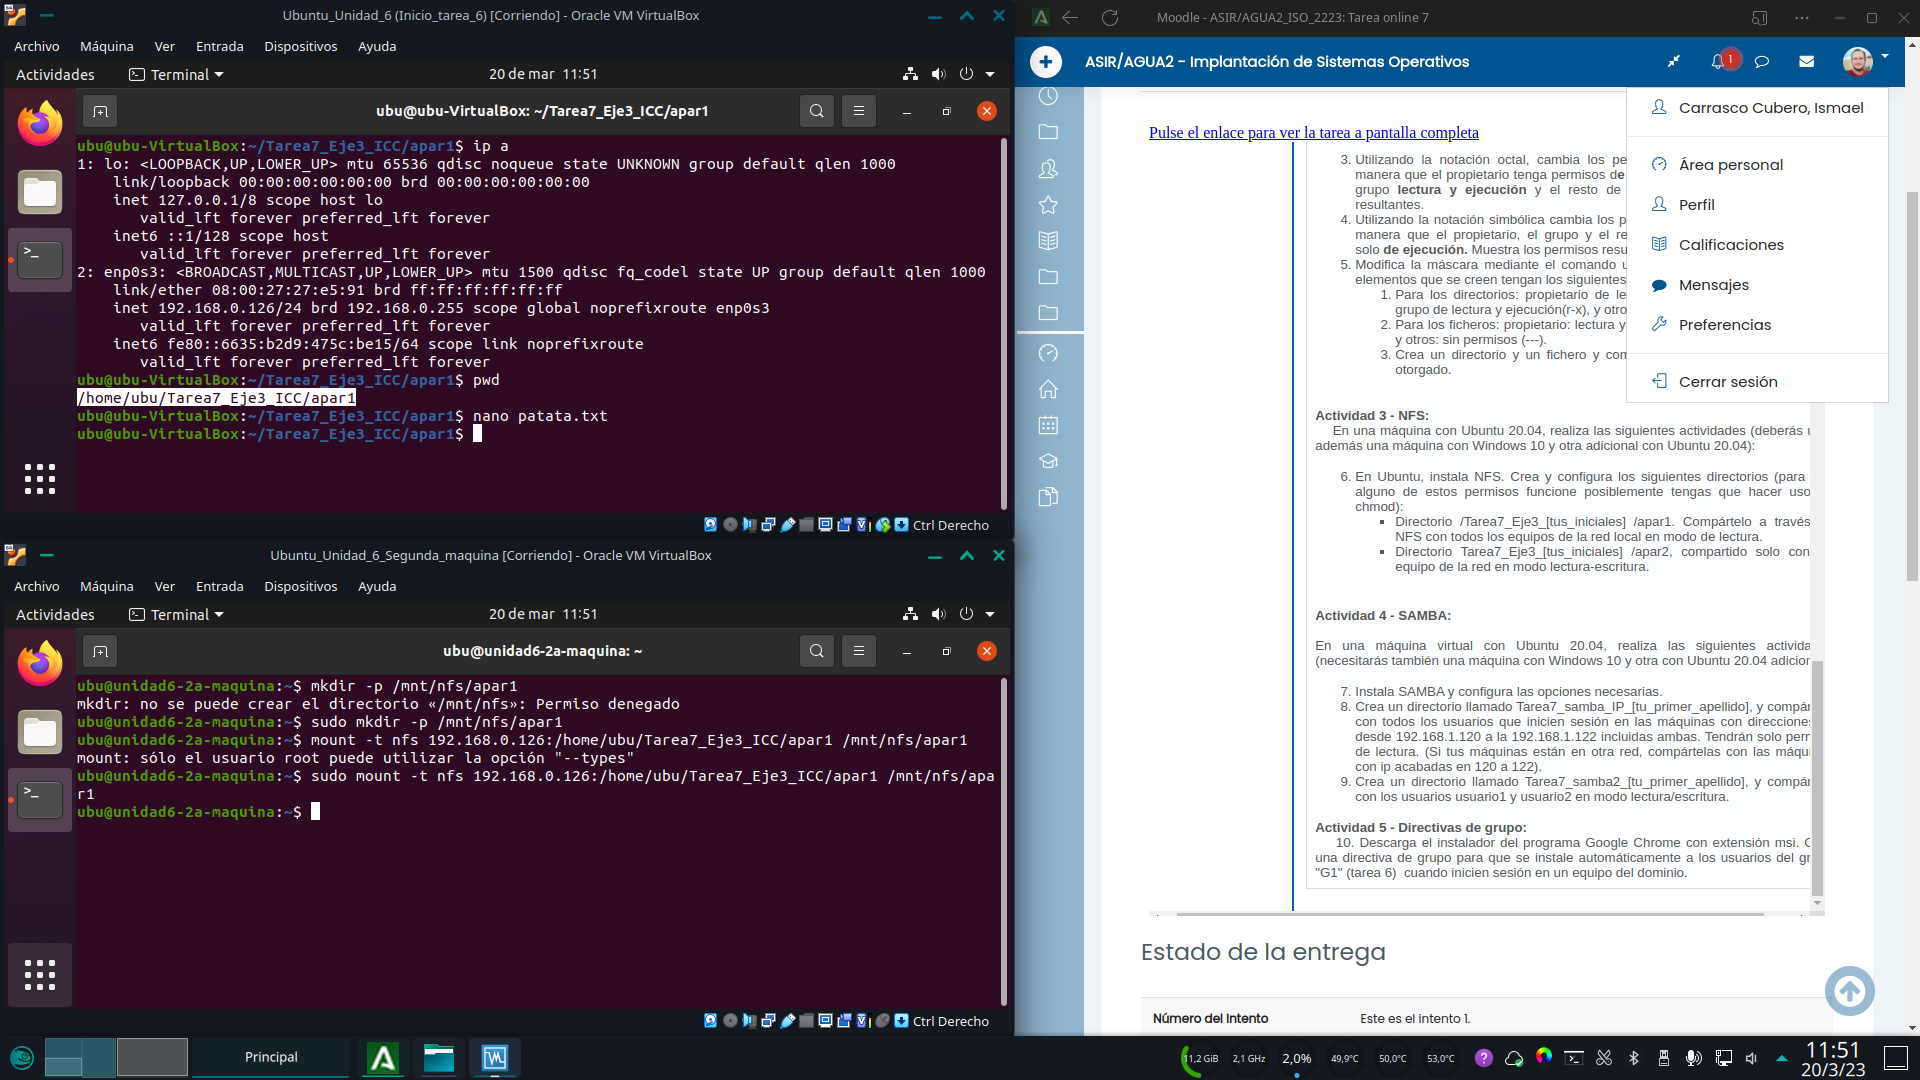 Ubuntu_Unidad_6 (Inicio_tarea_6) [Corriendo] - Oracle VM VirtualBox
Archivo Máquina Ver Entrada Dispositivos Ayuda
Actividades Terminal 20 de mar 11:51
ubu@ubu-VirtualBox: ~/Tarea7_Eje3_ICC/apar1
ubu@ubu-VirtualBox:~/Tarea7_Eje3_ICC/apar1$ ip a
1: lo: <LOOPBACK,UP,LOWER_UP> mtu 65536 qdisc noqueue state UNKNOWN group default qlen 1000
link/loopback 00:00:00:00:00:00 brd 00:00:00:00:00:00
inet 127.0.0.1/8 scope host lo
valid_lft forever preferred_lft forever
inet6 ::1/128 scope host
valid_lft forever preferred_lft forever
2: enp0s3: <BROADCAST,MULTICAST,UP,LOWER_UP> mtu 1500 qdisc fq_codel state UP group default qlen 1000
link/ether 08:00:27:27:e5:91 brd ff:ff:ff:ff:ff:ff
inet 192.168.0.126/24 brd 192.168.0.255 scope global noprefixroute enp0s3
valid_lft forever preferred_lft forever
inet6 fe80::6635:b2d9:475c:be15/64 scope link noprefixroute
valid_lft forever preferred_lft forever
ubu@ubu-VirtualBox:~/Tarea7_Eje3_ICC/apar1$ pwd
/home/ubu/Tarea7_Eje3_ICC/apar1
ubu@ubu-VirtualBox:~/Tarea7_Eje3_ICC/apar1$ nano patata.txt
ubu@ubu-VirtualBox:~/Tarea7_Eje3_ICC/apar1$
Ctrl Derecho
Ubuntu_Unidad_6_Segunda_maquina [Corriendo] - Oracle VM VirtualBox
Archivo Máquina Ver Entrada Dispositivos Ayuda
Actividades Terminal 20 de mar 11:51
ubu@unidad6-2a-maquina: ~
ubu@unidad6-2a-maquina:~$ mkdir -p /mnt/nfs/apar1
mkdir: no se puede crear el directorio «/mnt/nfs»: Permiso denegado
ubu@unidad6-2a-maquina:~$ sudo mkdir -p /mnt/nfs/apar1
ubu@unidad6-2a-maquina:~$ mount -t nfs 192.168.0.126:/home/ubu/Tarea7_Eje3_ICC/apar1 /mnt/nfs/apar1
mount: sólo el usuario root puede utilizar la opción "--types"
ubu@unidad6-2a-maquina:~$ sudo mount -t nfs 192.168.0.126:/home/ubu/Tarea7_Eje3_ICC/apar1 /mnt/nfs/apa
r1
ubu@unidad6-2a-maquina:~$
Ctrl Derecho
Moodle - ASIR/AGUA2_ISO_2223: Tarea online 7
ASIR/AGUA2 - Implantación de Sistemas Operativos
1
Carrasco Cubero, Ismael
Área personal
Perfil
Calificaciones
Mensajes
Preferencias
Cerrar sesión
Pulse el enlace para ver la tarea a pantalla completa
3. Utilizando la notación octal, cambia los pe
manera que el propietario tenga permisos de
grupo lectura y ejecución y el resto de
resultantes.
4. Utilizando la notación simbólica cambia los p
manera que el propietario, el grupo y el re
solo de ejecución. Muestra los permisos resu
5. Modifica la máscara mediante el comando u
elementos que se creen tengan los siguientes
1. Para los directorios: propietario de le
grupo de lectura y ejecución(r-x), y otro
2. Para los ficheros: propietario: lectura y
y otros: sin permisos (---).
3. Crea un directorio y un fichero y com
otorgado.
Actividad 3 - NFS:
En una máquina con Ubuntu 20.04, realiza las siguientes actividades (deberás u
además una máquina con Windows 10 y otra adicional con Ubuntu 20.04):
6. En Ubuntu, instala NFS. Crea y configura los siguientes directorios (para
alguno de estos permisos funcione posiblemente tengas que hacer uso
chmod):
Directorio /Tarea7_Eje3_[tus_iniciales] /apar1. Compártelo a través
NFS con todos los equipos de la red local en modo de lectura.
Directorio Tarea7_Eje3_[tus_iniciales] /apar2, compartido solo con
equipo de la red en modo lectura-escritura.
Actividad 4 - SAMBA:
En una máquina virtual con Ubuntu 20.04, realiza las siguientes activida
(necesitarás también una máquina con Windows 10 y otra con Ubuntu 20.04 adicior
7. Instala SAMBA y configura las opciones necesarias.
8. Crea un directorio llamado Tarea7_samba_IP_[tu_primer_apellido], y compár
con todos los usuarios que inicien sesión en las máquinas con direccione
desde 192.168.1.120 a la 192.168.1.122 incluidas ambas. Tendrán solo perr
de lectura. (Si tus máquinas están en otra red, compártelas con las máqui
con ip acabadas en 120 a 122).
9. Crea un directorio llamado Tarea7_samba2_[tu_primer_apellido], y compár
con los usuarios usuario1 y usuario2 en modo lectura/escritura.
Actividad 5 - Directivas de grupo:
10. Descarga el instalador del programa Google Chrome con extensión msi. C
una directiva de grupo para que se instale automáticamente a los usuarios del gr
"G1" (tarea 6) cuando inicien sesión en un equipo del dominio.
Estado de la entrega
Número del Intento Este es el intento 1.
Principal
11,2 GiB 2,1 GHz 2,0% 49,9°C 50,0°C 53,0°C
11:51
20/3/23